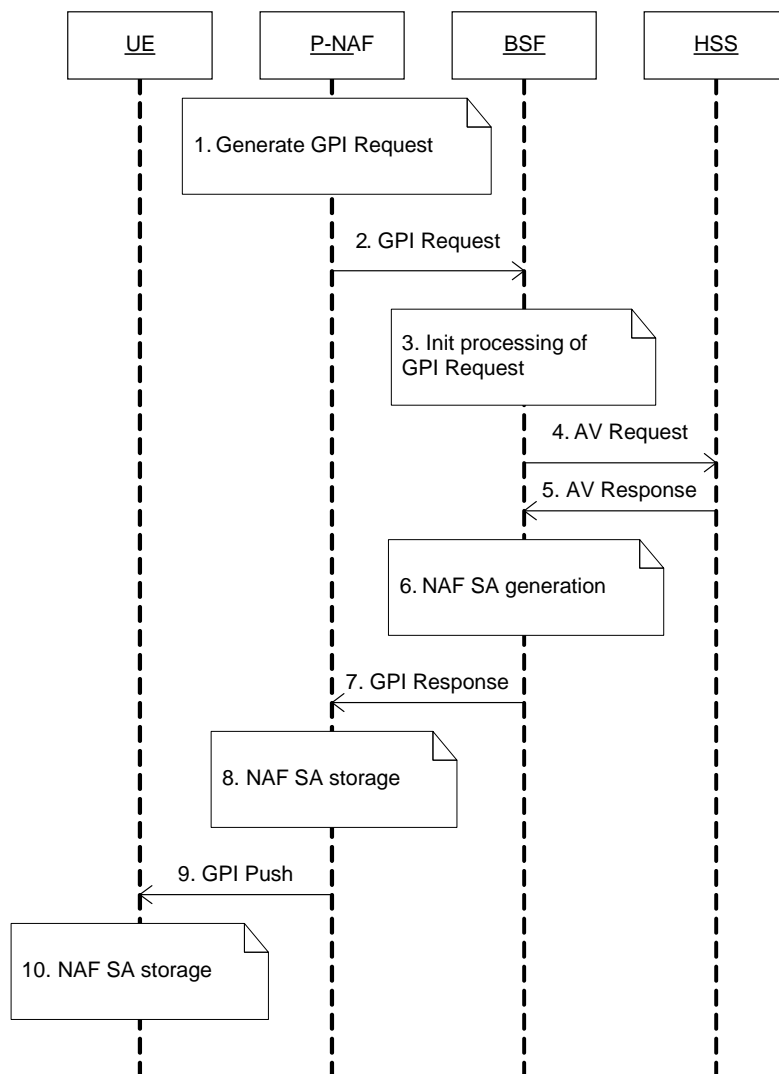 UE
P-NAF
BSF
HSS
1. Generate GPI Request
2. GPI Request
3. Init processing of
GPI Request
4. AV Request
5. AV Response
6. NAF SA generation
7. GPI Response
8. NAF SA storage
9. GPI Push
10. NAF SA storage